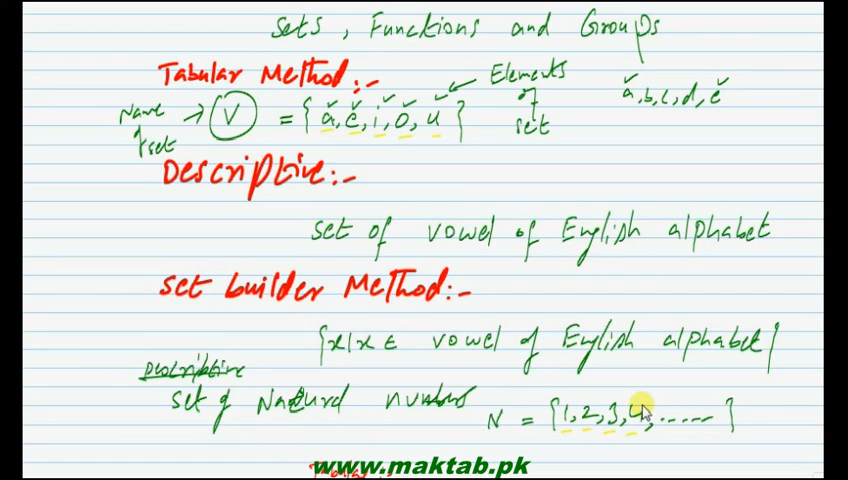 Sets, Functions and Groups
Tabular Method:-
Elements of set
a, b, c, d, e
Name of set → V = {a, e, i, o, u}
Descriptive:-
set of vowel of English alphabet
set builder Method:-
{x|x ∈ vowel of English alphabet}
Descriptive
set of Natural numbers N = {1, 2, 3, 4, ......}
www.maktab.pk